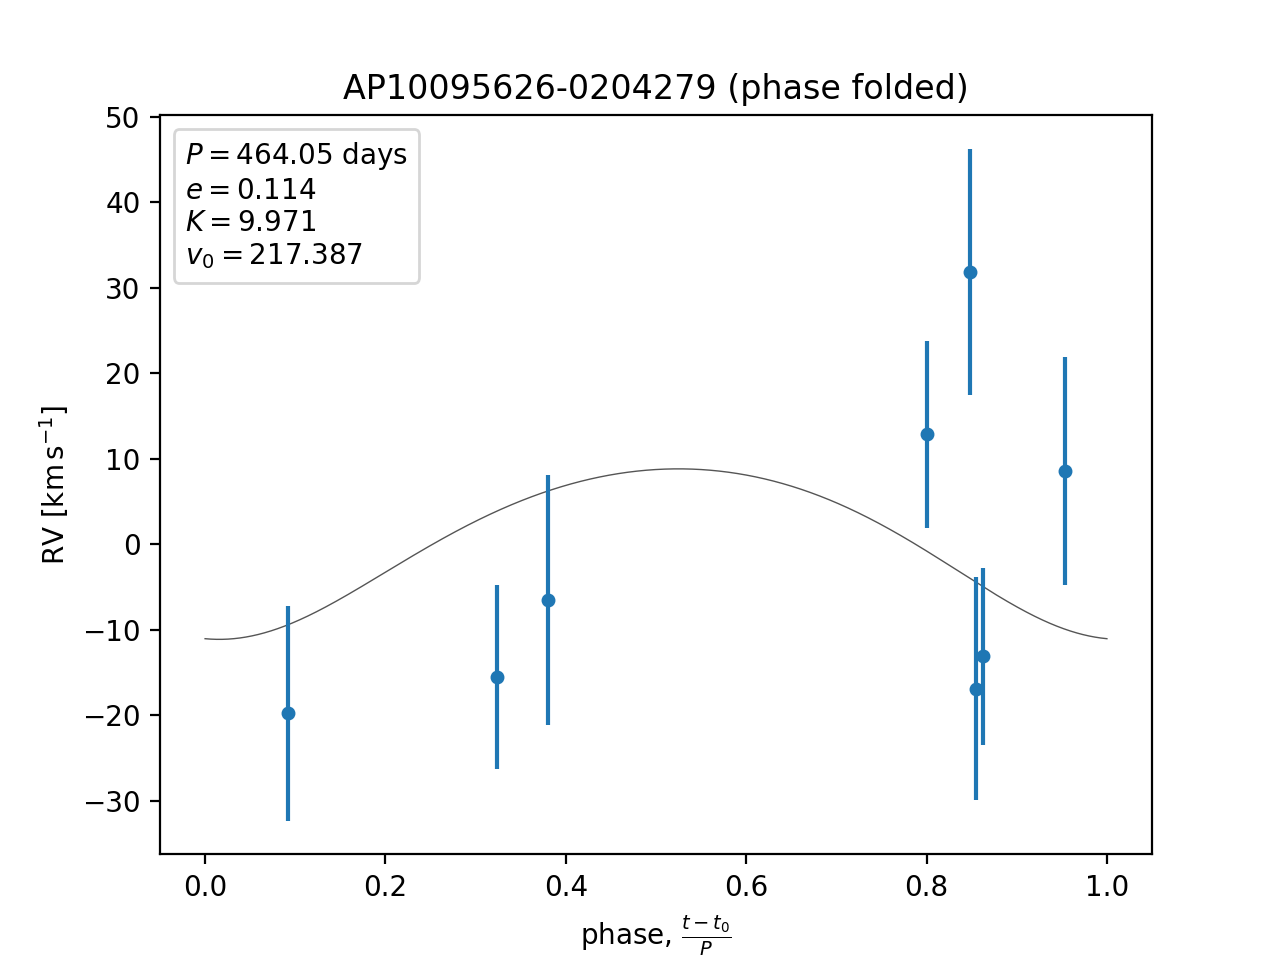 AP10095626-0204279 (phase folded)
P = 464.05 days
e = 0.114
K = 9.971
v₀ = 217.387
50
40
30
20
10
0
−10
−20
−30
RV [km s⁻¹]
0.0 0.2 0.4 0.6 0.8 1.0
phase, (t − t₀)/P